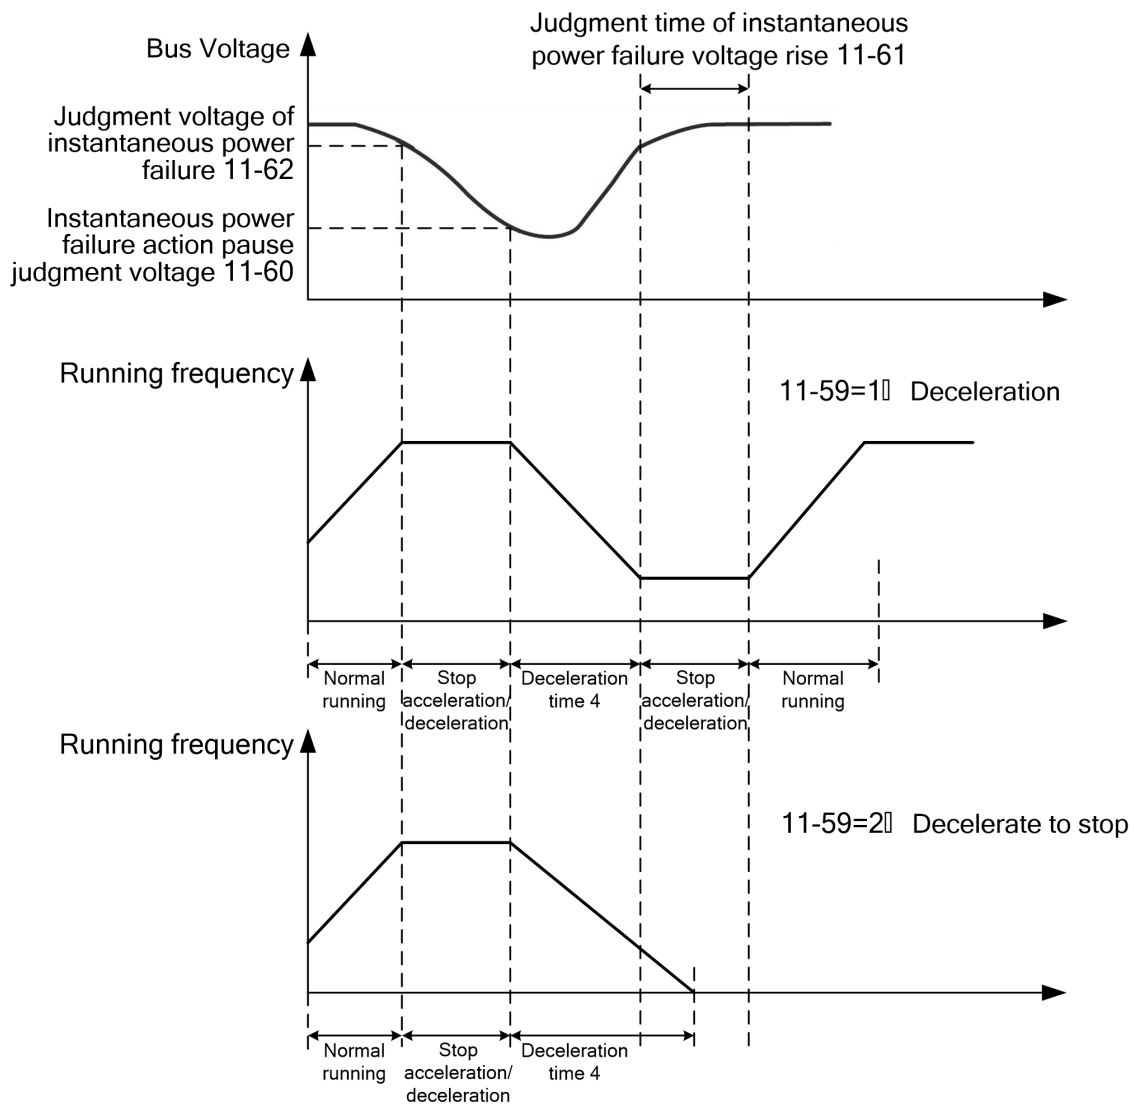 Judgment time of instantaneous
power failure voltage rise 11-61
Bus Voltage
Judgment voltage of
instantaneous power
failure 11-62
Instantaneous power
failure action pause
judgment voltage 11-60
Running frequency
11-59=1▯ Deceleration
Normal
running
Stop
acceleration/
deceleration
Deceleration
time 4
Stop
acceleration/
deceleration
Normal
running
Running frequency
11-59=2▯ Decelerate to stop
Normal
running
Stop
acceleration/
deceleration
Deceleration
time 4